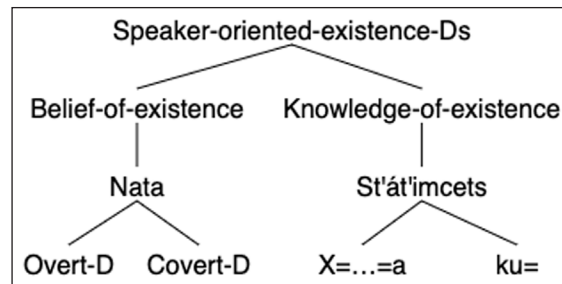 Speaker-oriented-existence-Ds
Belief-of-existence Knowledge-of-existence
Nata St'át'imcets
Overt-D Covert-D X=...=a ku=